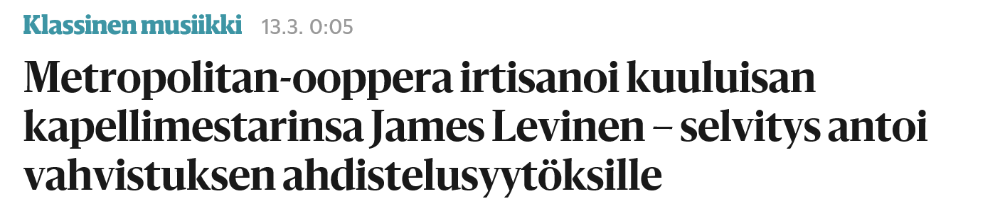 Klassinen musiikki 13.3. 0:05
Metropolitan-ooppera irtisanoi kuuluisan
kapellimestarinsa James Levinen – selvitys antoi
vahvistuksen ahdistelusyytöksille